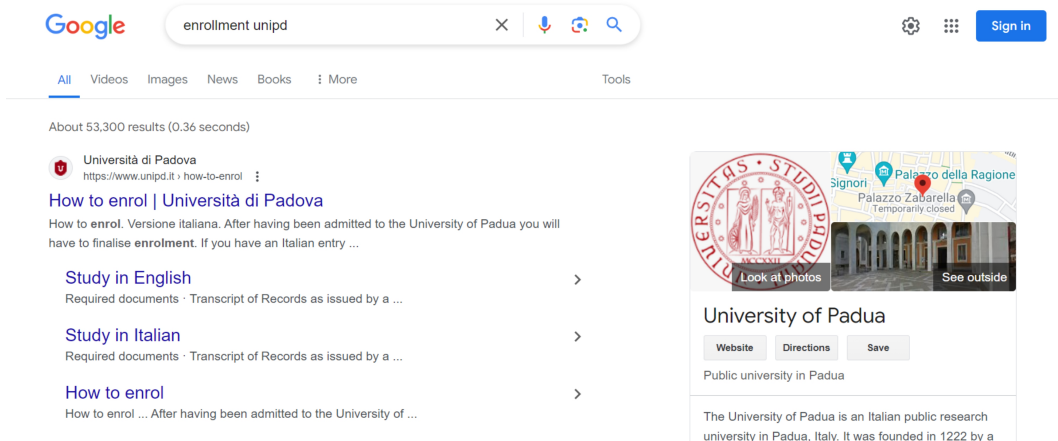 Google
enrollment unipd
Sign in
All
Videos
Images
News
Books
More
Tools
About 53,300 results (0.36 seconds)
Università di Padova
https://www.unipd.it › how-to-enrol
How to enrol | Università di Padova
How to enrol. Versione italiana. After having been admitted to the University of Padua you will
have to finalise enrolment. If you have an Italian entry ...
Study in English
Required documents · Transcript of Records as issued by a ...
Study in Italian
Required documents · Transcript of Records as issued by a ...
How to enrol
How to enrol ... After having been admitted to the University of ...
UNIVERSITAS STUDII PADUANI
MCCXXII
Signori
Palazzo della Ragione
Palazzo Zabarella
Temporarily closed
Look at photos
See outside
University of Padua
Website
Directions
Save
Public university in Padua
The University of Padua is an Italian public research
university in Padua, Italy. It was founded in 1222 by a